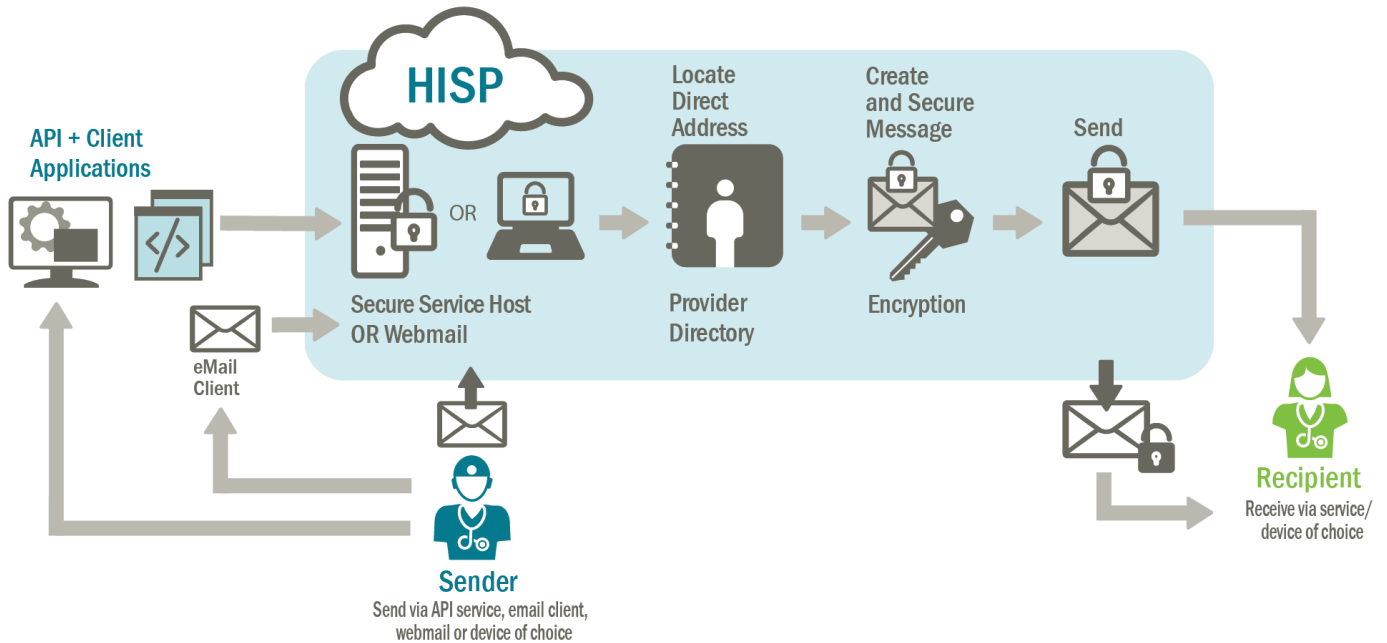 HISP
API + Client
Applications
OR
Secure Service Host
OR Webmail
Locate
Direct
Address
Provider
Directory
Create
and Secure
Message
Encryption
Send
eMail
Client
Sender
Send via API service, email client,
webmail or device of choice
Recipient
Receive via service/
device of choice